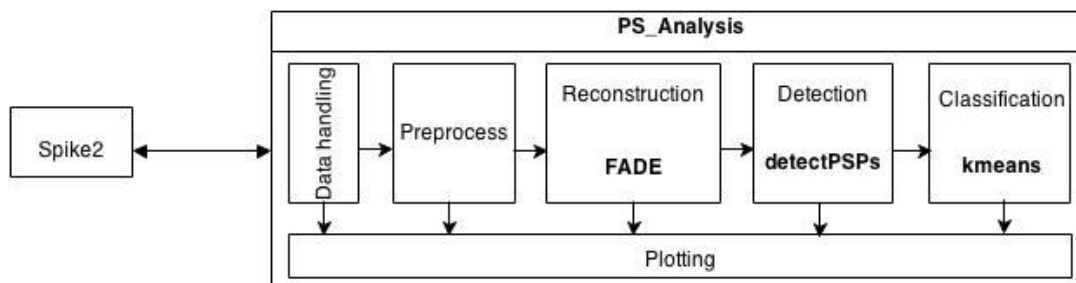 PS_Analysis
Spike2
Data handling
Preprocess
Reconstruction
FADE
Detection
detectPSPs
Classification
kmeans
Plotting